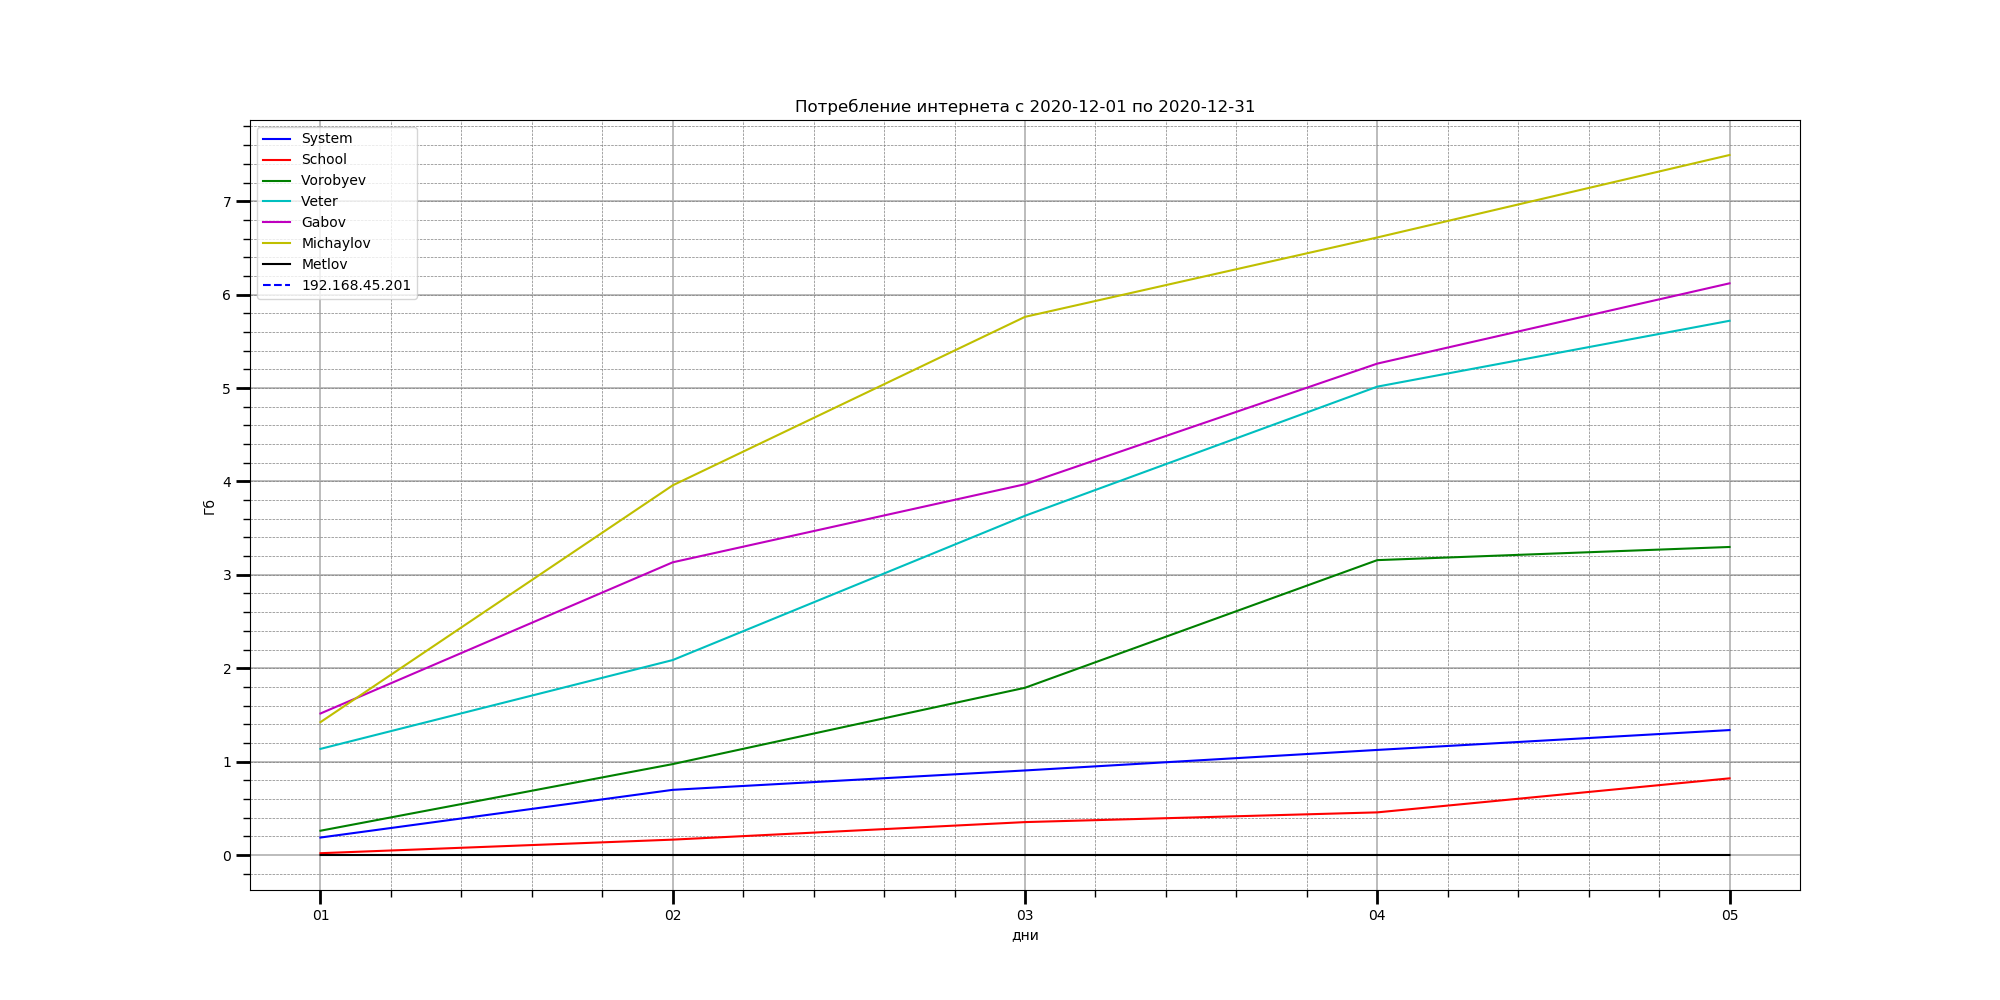 Потребление интернета с 2020-12-01 по 2020-12-31
System
School
Vorobyev
Veter
Gabov
Michaylov
Metlov
192.168.45.201
Гб
7
6
5
4
3
2
1
0
01 02 03 04 05
дни